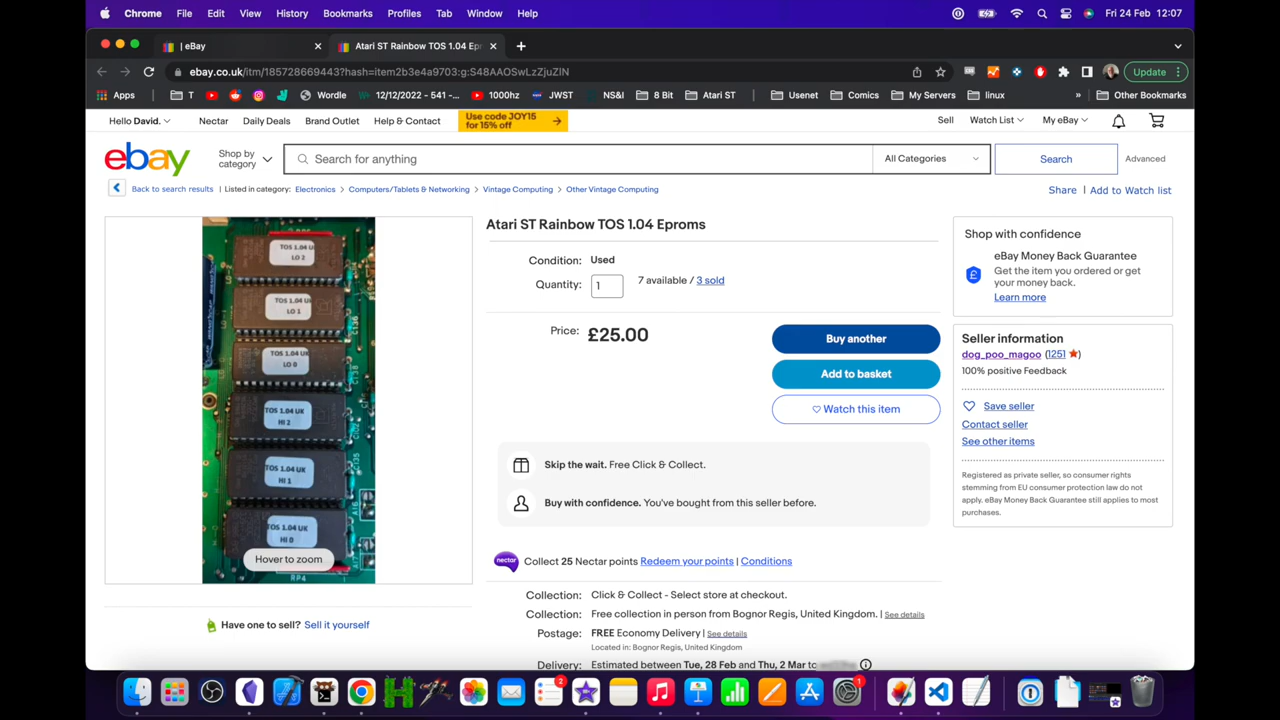 Chrome File Edit View History Bookmarks Profiles Tab Window Help Fri 24 Feb 12:07
| eBay Atari ST Rainbow TOS 1.04 Epr
ebay.co.uk/itm/185728669443?hash=item2b3e4a9703:g:S48AAOSwLzZjuZlN Update
Apps T Wordle 12/12/2022 - 541 -... 1000hz JWST NS&I 8 Bit Atari ST Usnet Comics My Servers linux » Other Bookmarks
Hello David. Nectar Daily Deals Brand Outlet Help & Contact Use code JOY15 for 15% off Sell Watch List My eBay
ebay Shop by category Search for anything All Categories Search Advanced
Back to search results | Listed in category: Electronics > Computers/Tablets & Networking > Vintage Computing > Other Vintage Computing Share | Add to Watch list
Atari ST Rainbow TOS 1.04 Eproms
Condition: Used
Quantity: 1 7 available / 3 sold
Price: £25.00
Buy another
Add to basket
Watch this item
Skip the wait. Free Click & Collect.
Buy with confidence. You've bought from this seller before.
nectar Collect 25 Nectar points Redeem your points | Conditions
Collection: Click & Collect - Select store at checkout.
Collection: Free collection in person from Bognor Regis, United Kingdom. | See details
Postage: FREE Economy Delivery | See details
Located in: Bognor Regis, United Kingdom
Delivery: Estimated between Tue, 28 Feb and Thu, 2 Mar to
TOS 1.04 U
LO 2
TOS 1.04 U
LO 1
TOS 1.04 U
LO 0
TOS 1.04 UK
HI 2
TOS 1.04 UK
HI 1
TOS 1.04 UK
HI 0
Hover to zoom
RP4
Have one to sell? Sell it yourself
Shop with confidence
eBay Money Back Guarantee
Get the item you ordered or get
your money back.
Learn more
Seller information
dog_poo_magoo (1251)
100% positive Feedback
Save seller
Contact seller
See other items
Registered as private seller, so consumer rights
stemming from EU consumer protection law do not
apply. eBay Money Back Guarantee still applies to most
purchases.
2
1